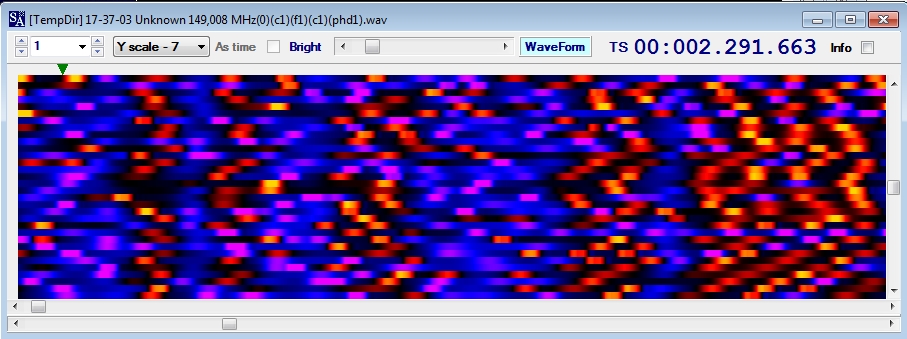 SA [TempDir] 17-37-03 Unknown 149,008 MHz(0)(c1)(f1)(c1)(phd1).wav
1 Y scale - 7 As time Bright WaveForm TS 00:002.291.663 Info